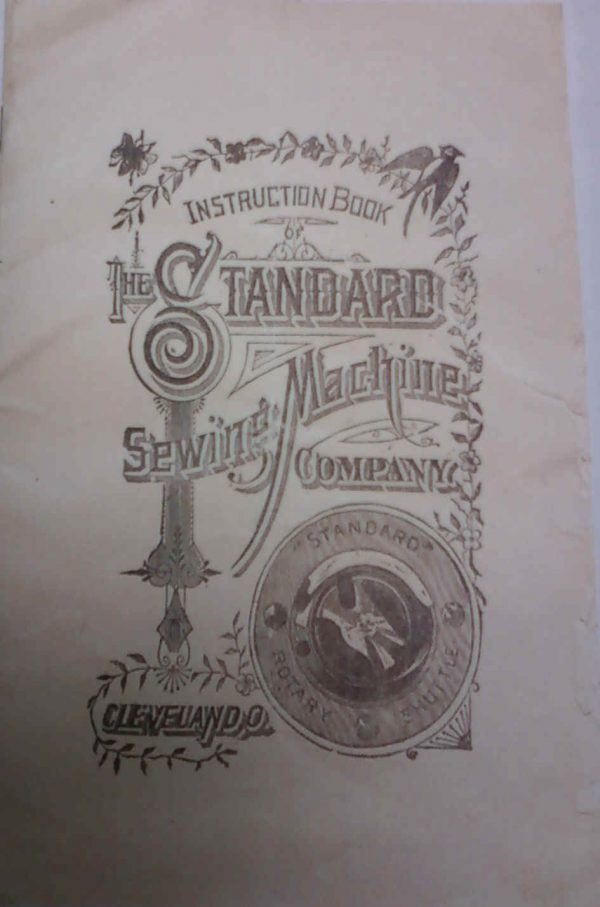 INSTRUCTION BOOK
OF
THE STANDARD
SEWING MACHINE
COMPANY.
"STANDARD"
ROTARY SHUTTLE
CLEVELAND, O.